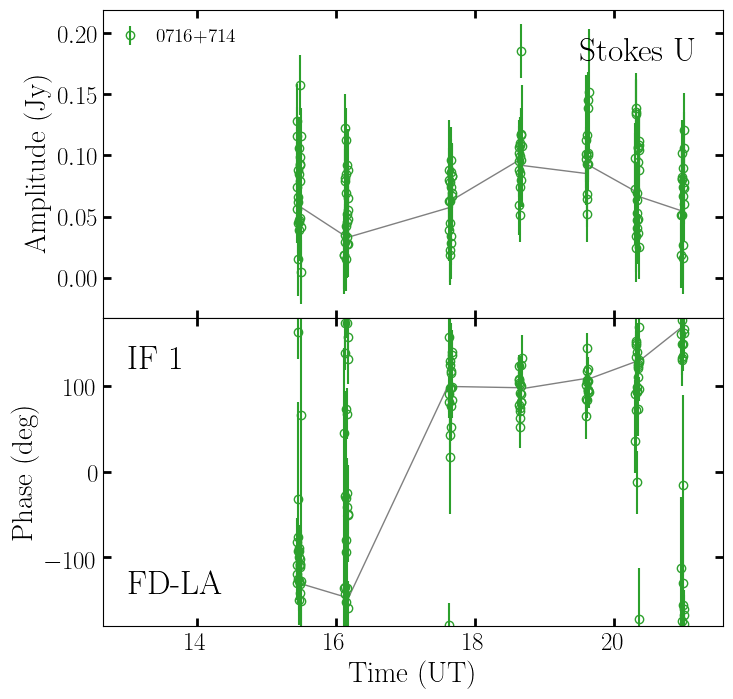 0716+714
Stokes U
0.20
0.15
0.10
0.05
0.00
Amplitude (Jy)
IF 1
100
0
−100
Phase (deg)
FD-LA
14 16 18 20
Time (UT)